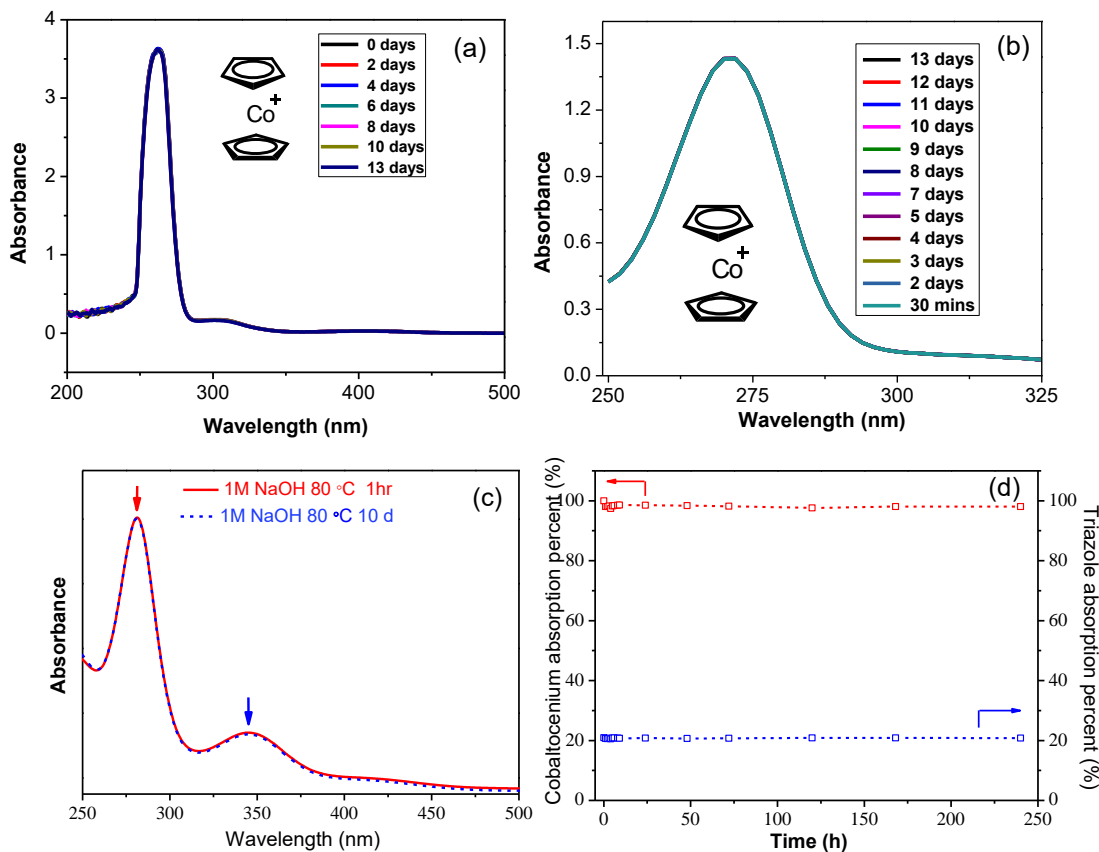 (a)
4
3
2
1
0
Absorbance
200 300 400 500
Wavelength (nm)
Co+
0 days
2 days
4 days
6 days
8 days
10 days
13 days
(b)
1.5
1.2
0.9
0.6
0.3
0.0
Absorbance
250 275 300 325
Wavelength (nm)
Co+
13 days
12 days
11 days
10 days
9 days
8 days
7 days
5 days
4 days
3 days
2 days
30 mins
(c)
1M NaOH 80 °C 1hr
1M NaOH 80 °C 10 d
Absorbance
250 300 350 400 450 500
Wavelength (nm)
(d)
Cobaltocenium absorption percent (%)
100
80
60
40
20
0
0 50 100 150 200 250
Time (h)
100
80
60
40
20
0
Triazole absorption percent (%)